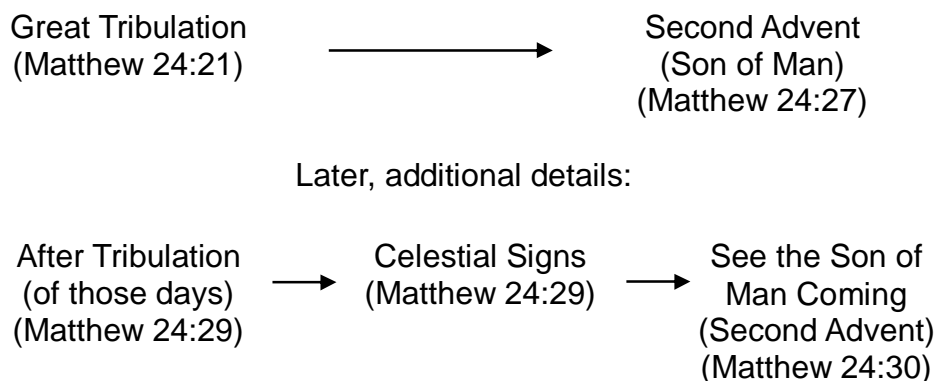 Great Tribulation
(Matthew 24:21)
Second Advent
(Son of Man)
(Matthew 24:27)
Later, additional details:
After Tribulation
(of those days)
(Matthew 24:29)
Celestial Signs
(Matthew 24:29)
See the Son of
Man Coming
(Second Advent)
(Matthew 24:30)